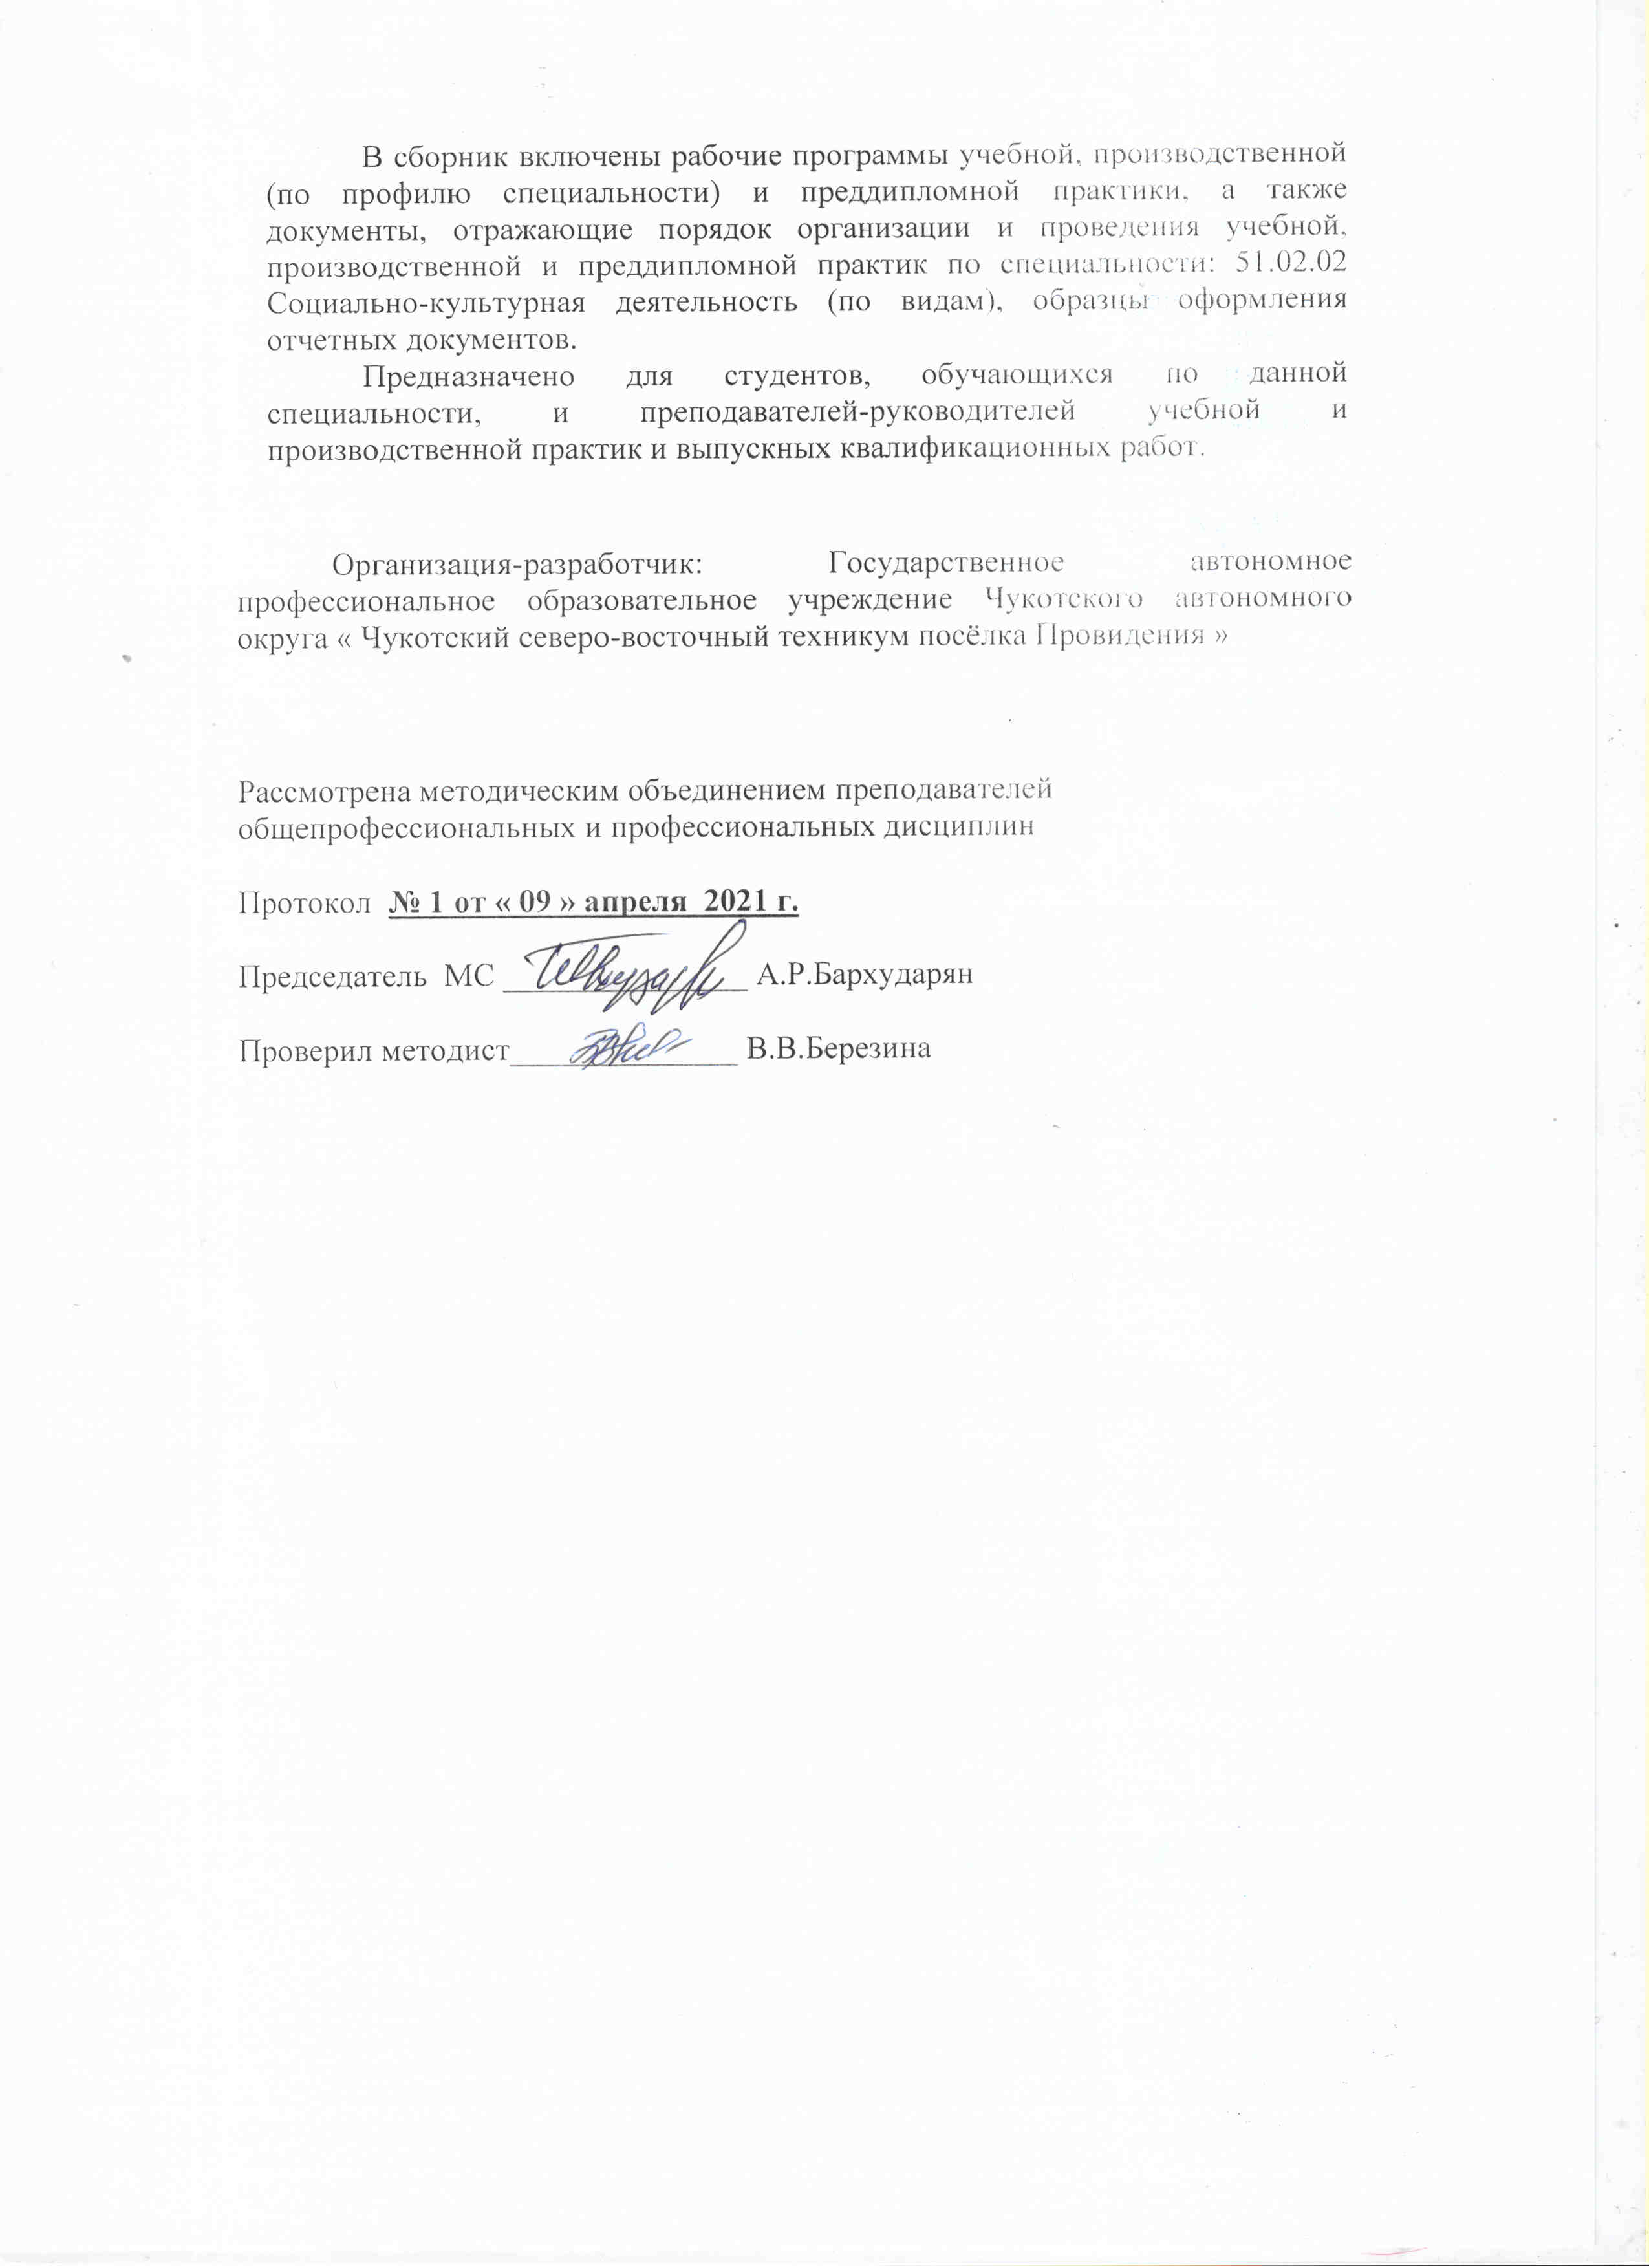 В сборник включены рабочие программы учебной, производственной
(по профилю специальности) и преддипломной практики, а также
документы, отражающие порядок организации и проведения учебной,
производственной и преддипломной практик по специальности: 51.02.02
Социально-культурная деятельность (по видам), образцы оформления
отчетных документов.
Предназначено для студентов, обучающихся по данной
специальности, и преподавателей-руководителей учебной и
производственной практик и выпускных квалификационных работ.
Организация-разработчик: Государственное автономное
профессиональное образовательное учреждение Чукотского автономного
округа « Чукотский северо-восточный техникум посёлка Провидения »
Рассмотрена методическим объединением преподавателей
общепрофессиональных и профессиональных дисциплин
Протокол № 1 от « 09 » апреля 2021 г.
Председатель МС ______________ А.Р.Бархударян
Проверил методист______________ В.В.Березина